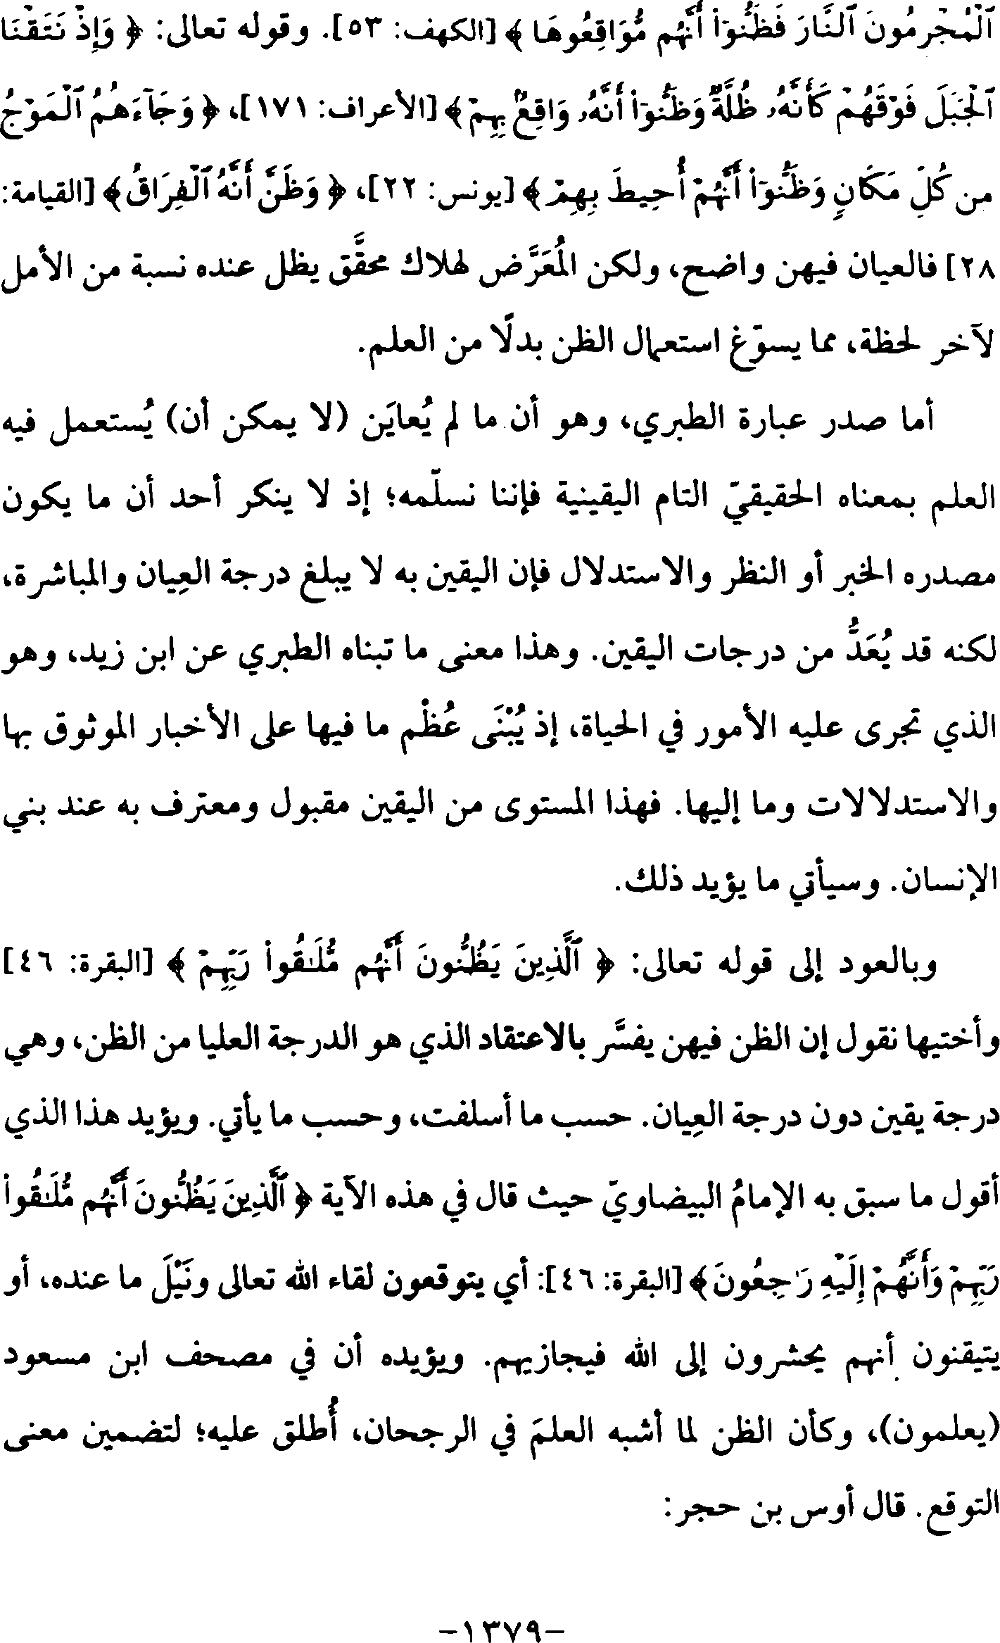 ٱلْمُجْرِمُونَ ٱلنَّارَ فَظَنُّوٓا۟ أَنَّهُم مُّوَاقِعُوهَا ﴾ [الكهف: ٥٣]. وقوله تعالى: ﴿ وَإِذْ نَتَقْنَا
ٱلْجَبَلَ فَوْقَهُمْ كَأَنَّهُۥ ظُلَّةٌ وَظَنُّوٓا۟ أَنَّهُۥ وَاقِعٌۢ بِهِمْ ﴾ [الأعراف: ١٧١]، ﴿ وَجَآءَهُمُ ٱلْمَوْجُ
مِن كُلِّ مَكَانٍ وَظَنُّوٓا۟ أَنَّهُمْ أُحِيطَ بِهِمْ ﴾ [يونس: ٢٢]، ﴿ وَظَنَّ أَنَّهُ ٱلْفِرَاقُ ﴾ [القيامة:
٢٨] فالعيان فيهن واضح، ولكن المُعَرَّض لهلاك محقَّق يظل عنده نسبة من الأمل
لآخر لحظة، مما يسوّغ استعمال الظن بدلًا من العلم.
أما صدر عبارة الطبري، وهو أن ما لم يُعايَن (لا يمكن أن) يُستعمل فيه
العلم بمعناه الحقيقيّ التام اليقينية فإننا نسلّمه؛ إذ لا ينكر أحد أن ما يكون
مصدره الخبر أو النظر والاستدلال فإن اليقين به لا يبلغ درجة العِيان والمباشرة،
لكنه قد يُعَدُّ من درجات اليقين. وهذا معنى ما تبناه الطبري عن ابن زيد، وهو
الذي تجرى عليه الأمور في الحياة، إذ يُبْنَى عُظْم ما فيها على الأخبار الموثوق بها
والاستدلالات وما إليها. فهذا المستوى من اليقين مقبول ومعترف به عند بني
الإنسان. وسيأتي ما يؤيد ذلك.
وبالعود إلى قوله تعالى: ﴿ ٱلَّذِينَ يَظُنُّونَ أَنَّهُم مُّلَٰقُوا۟ رَبِّهِمْ ﴾ [البقرة: ٤٦]
وأختيها نقول إن الظن فيهن يفسَّر بالاعتقاد الذي هو الدرجة العليا من الظن، وهي
درجة يقين دون درجة العِيان. حسب ما أسلفت، وحسب ما يأتي. ويؤيد هذا الذي
أقول ما سبق به الإمامُ البيضاويّ حيث قال في هذه الآية ﴿ ٱلَّذِينَ يَظُنُّونَ أَنَّهُم مُّلَٰقُوا۟
رَبِّهِمْ وَأَنَّهُمْ إِلَيْهِ رَٰجِعُونَ ﴾ [البقرة: ٤٦]: أي يتوقعون لقاء الله تعالى ونَيْلَ ما عنده، أو
يتيقنون أنهم يحشرون إلى الله فيجازيهم. ويؤيده أن في مصحف ابن مسعود
(يعلمون)، وكأن الظن لما أشبه العلمَ في الرجحان، أُطلق عليه؛ لتضمين معنى
التوقع. قال أوس بن حجر:
-١٣٧٩-